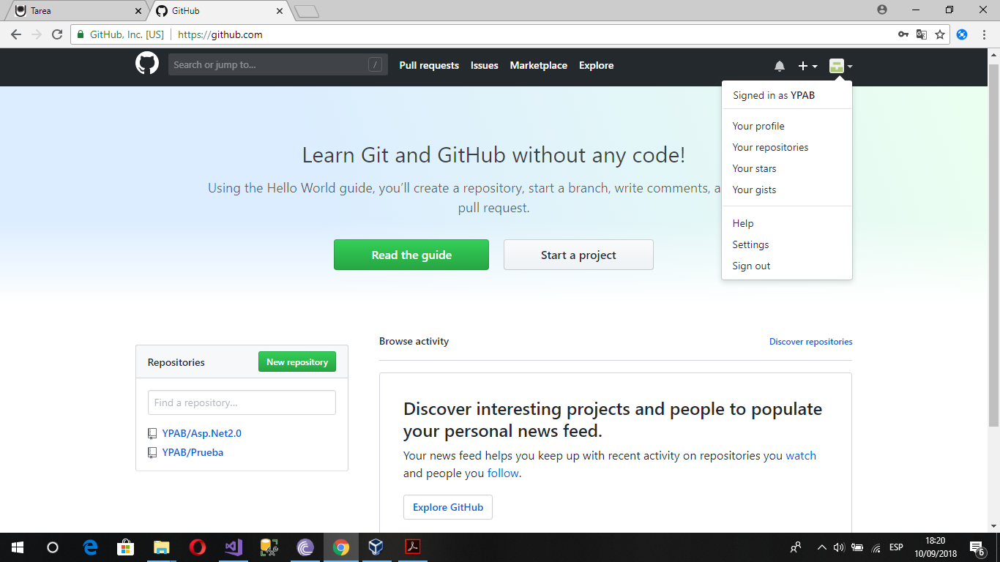 Tarea
GitHub
GitHub, Inc. [US]
https://github.com
Search or jump to...
/
Pull requests
Issues
Marketplace
Explore
Signed in as YPAB
Your profile
Your repositories
Your stars
Your gists
Help
Settings
Sign out
Learn Git and GitHub without any code!
Using the Hello World guide, you’ll create a repository, start a branch, write comments, a
pull request.
Read the guide
Start a project
Repositories
New repository
Find a repository...
YPAB/Asp.Net2.0
YPAB/Prueba
Browse activity
Discover repositories
Discover interesting projects and people to populate
your personal news feed.
Your news feed helps you keep up with recent activity on repositories you watch
and people you follow.
Explore GitHub
ESP
18:20
10/09/2018
6